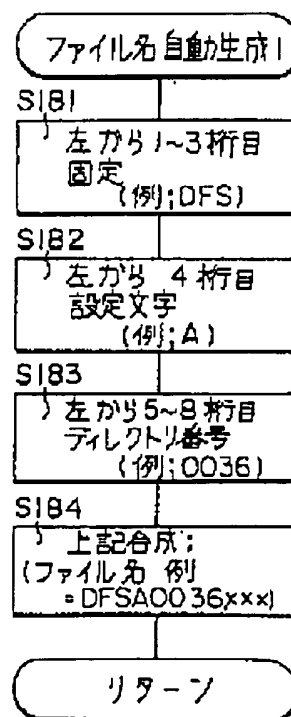 ファイル名自動生成1
S181
左から1~3桁目
固定
(例;DFS)
S182
左から 4桁目
設定文字
(例;A)
S183
左から5~8桁目
ディレクトリ番号
(例;0036)
S184
上記合成;
(ファイル名 例
=DFSA0036,×××)
リターン